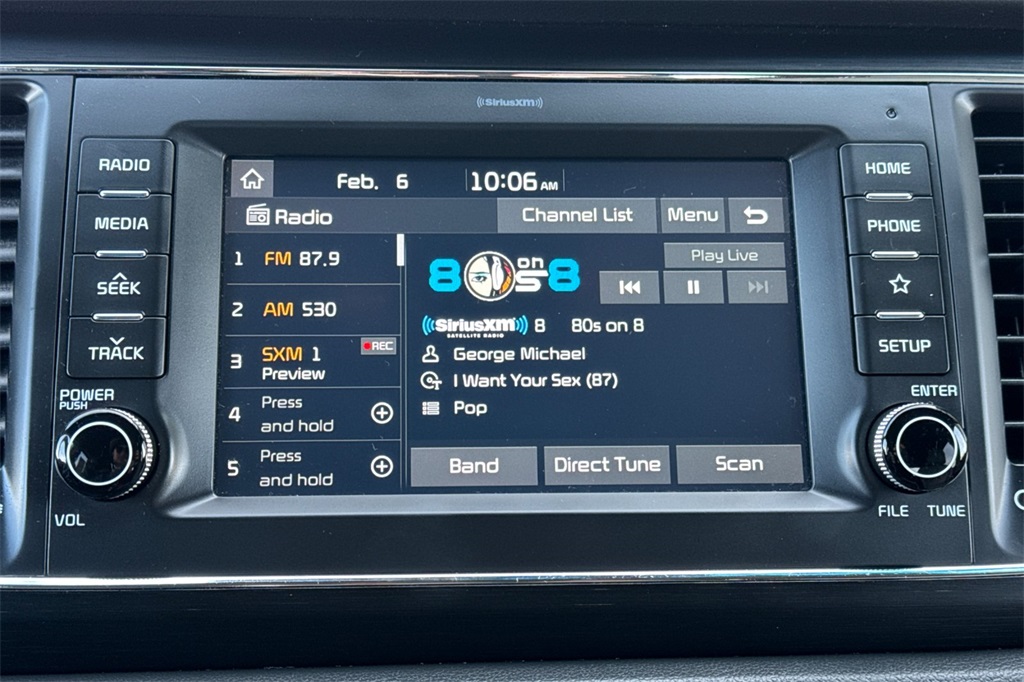 ((SiriusXM))
RADIO
MEDIA
SEEK
TRACK
POWER
PUSH
VOL
Feb. 6 10:06 AM
Radio Channel List Menu
1 FM 87.9
2 AM 530
3 SXM 1 REC
Preview
4 Press
and hold
5 Press
and hold
Play Live
80s on 8
((SiriusXM)) 8 80s on 8
SATELLITE RADIO
George Michael
I Want Your Sex (87)
Pop
Band Direct Tune Scan
HOME
PHONE
SETUP
ENTER
FILE TUNE